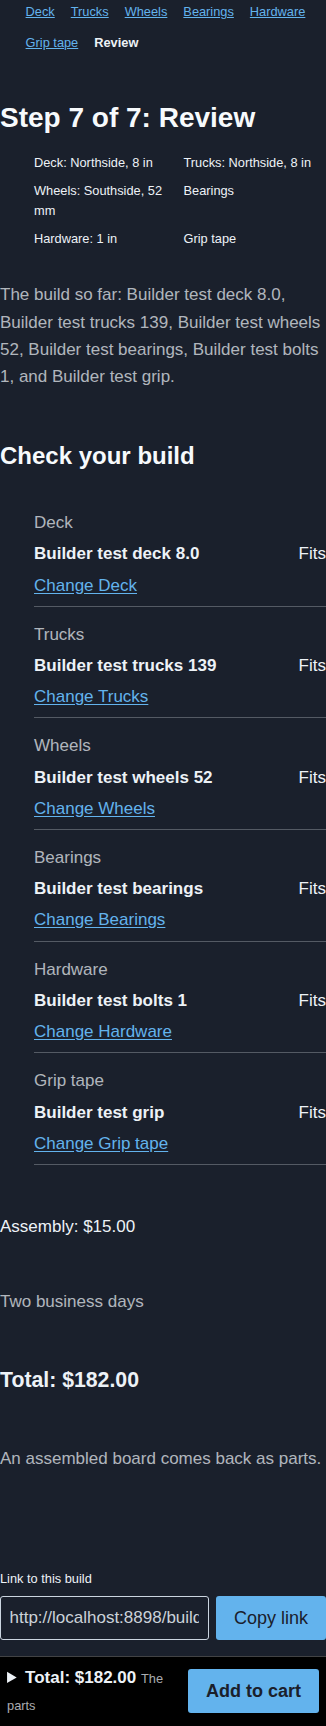 Deck Trucks Wheels Bearings Hardware
Grip tape Review
Step 7 of 7: Review
Deck: Northside, 8 in Trucks: Northside, 8 in
Wheels: Southside, 52 mm Bearings
Hardware: 1 in Grip tape
The build so far: Builder test deck 8.0,
Builder test trucks 139, Builder test wheels
52, Builder test bearings, Builder test bolts
1, and Builder test grip.
Check your build
Deck
Builder test deck 8.0 Fits
Change Deck
Trucks
Builder test trucks 139 Fits
Change Trucks
Wheels
Builder test wheels 52 Fits
Change Wheels
Bearings
Builder test bearings Fits
Change Bearings
Hardware
Builder test bolts 1 Fits
Change Hardware
Grip tape
Builder test grip Fits
Change Grip tape
Assembly: $15.00
Two business days
Total: $182.00
An assembled board comes back as parts.
Link to this build
http://localhost:8898/build Copy link
Total: $182.00 The
parts
Add to cart